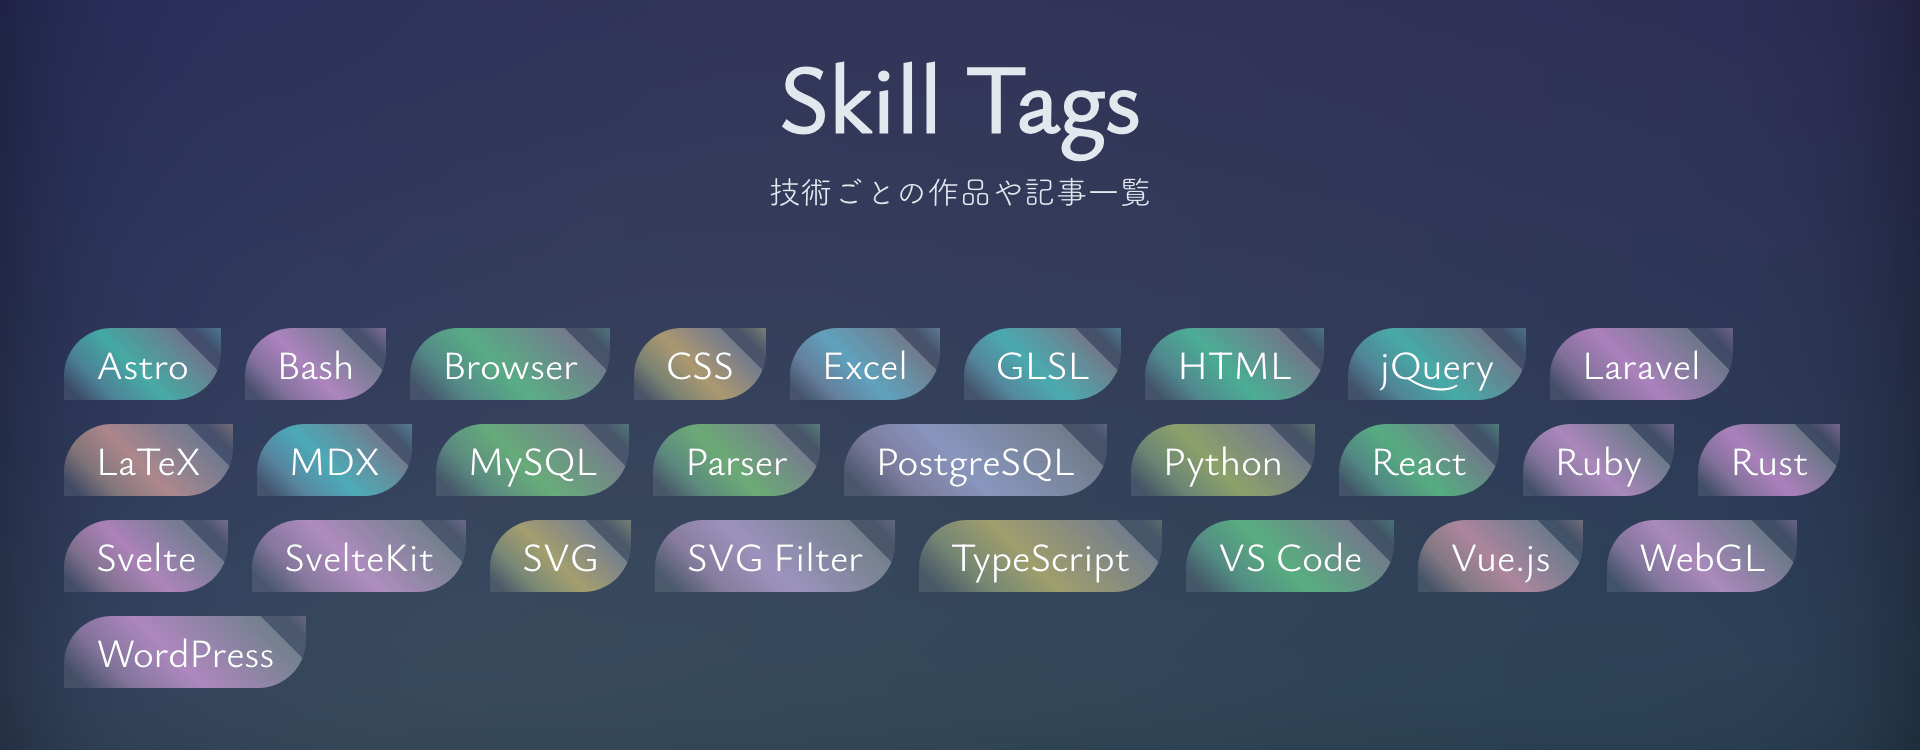 Skill Tags
技術ごとの作品や記事一覧
Astro Bash Browser CSS Excel GLSL HTML jQuery Laravel
LaTeX MDX MySQL Parser PostgreSQL Python React Ruby Rust
Svelte SvelteKit SVG SVG Filter TypeScript VS Code Vue.js WebGL
WordPress